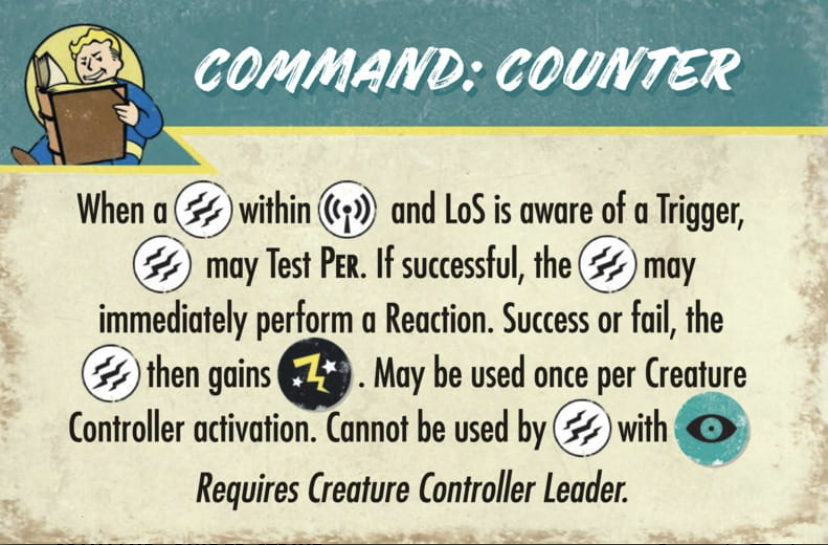 COMMAND: COUNTER
When a within and LoS is aware of a Trigger,
may Test PER. If successful, the may
immediately perform a Reaction. Success or fail, the
then gains . May be used once per Creature
Controller activation. Cannot be used by with
Requires Creature Controller Leader.